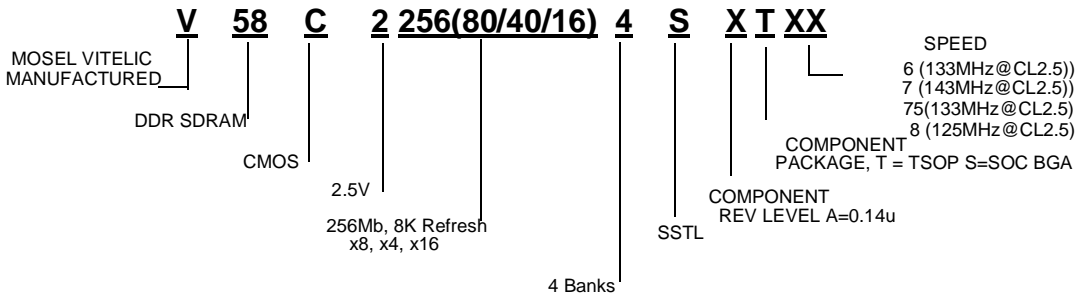 V 58 C 2 256(80/40/16) 4 S X T XX
MOSEL VITELIC
MANUFACTURED
DDR SDRAM
CMOS
2.5V
256Mb, 8K Refresh
x8, x4, x16
4 Banks
SSTL
COMPONENT
REV LEVEL A=0.14u
COMPONENT
PACKAGE, T = TSOP S=SOC BGA
SPEED
6 (133MHz@CL2.5))
7 (143MHz@CL2.5))
75(133MHz@CL2.5)
8 (125MHz@CL2.5)